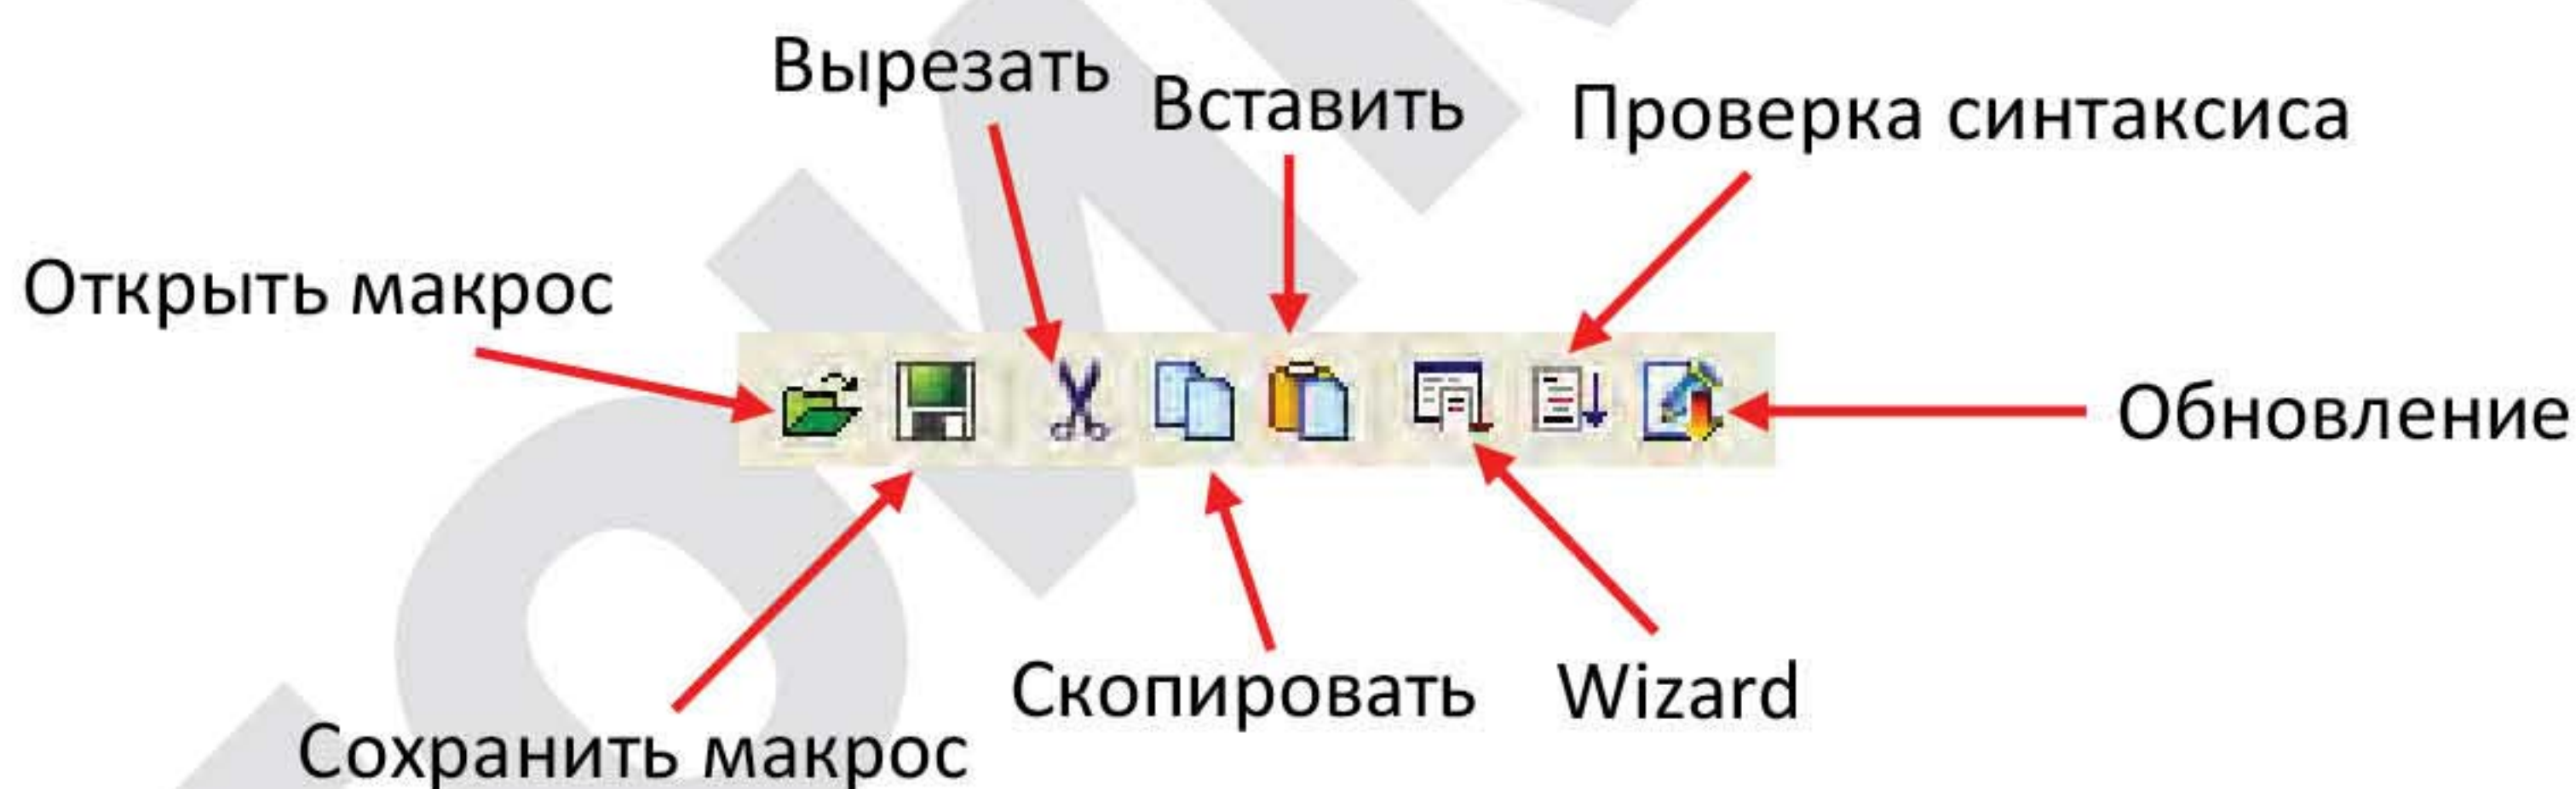 Вырезать
Вставить
Проверка синтаксиса
Открыть макрос
Обновление
Скопировать
Wizard
Сохранить макрос